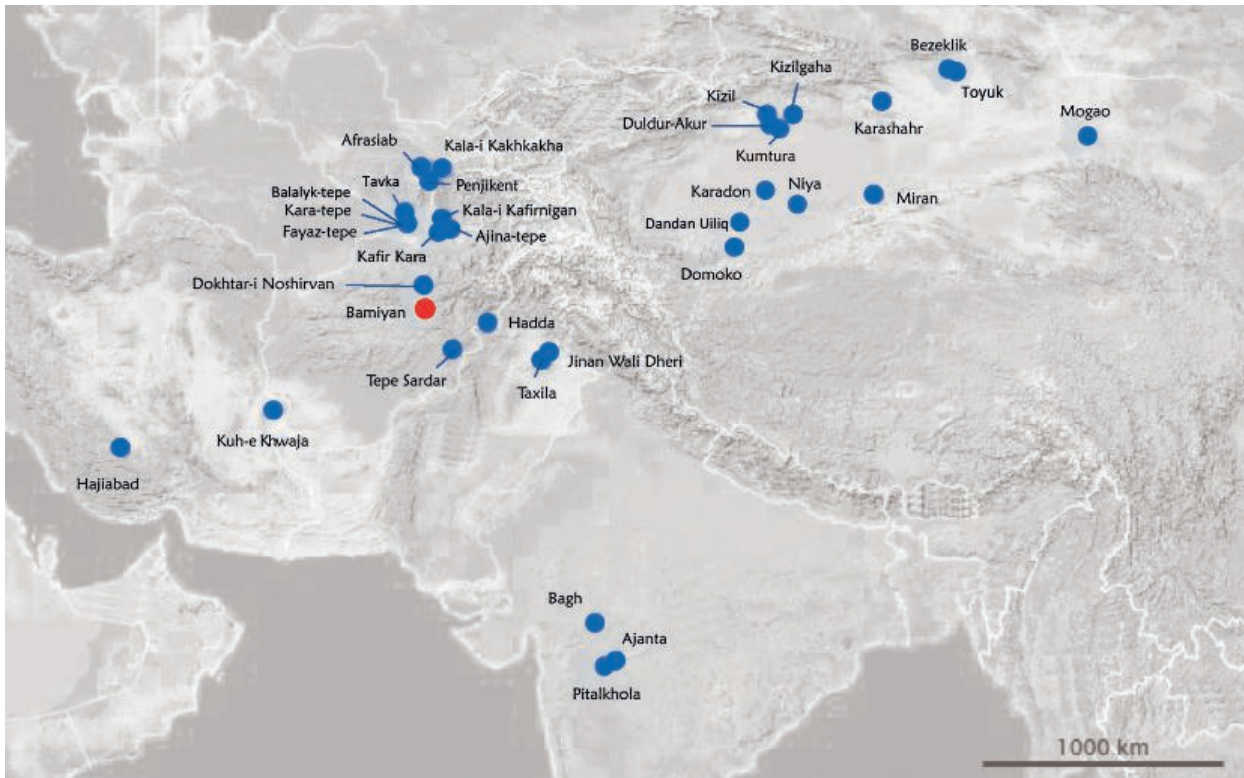 Bezeklik
Kizilgaha
Toyuk
Kizil
Mogao
Duldur-Akur
Karashahr
Afrasiab
Kala-i Kakhkakha
Kumtura
Tavka
Penjikent
Karadon
Niya
Balalyk-tepe
Miran
Kara-tepe
Kala-i Kafirnigan
Dandan Uiliq
Fayaz-tepe
Ajina-tepe
Kafir Kara
Domoko
Dokhtar-i Noshirvan
Bamiyan
Hadda
Jinan Wali Dheri
Tepe Sardar
Taxila
Kuh-e Khwaja
Hajiabad
Bagh
Ajanta
Pitalkhola
1000 km